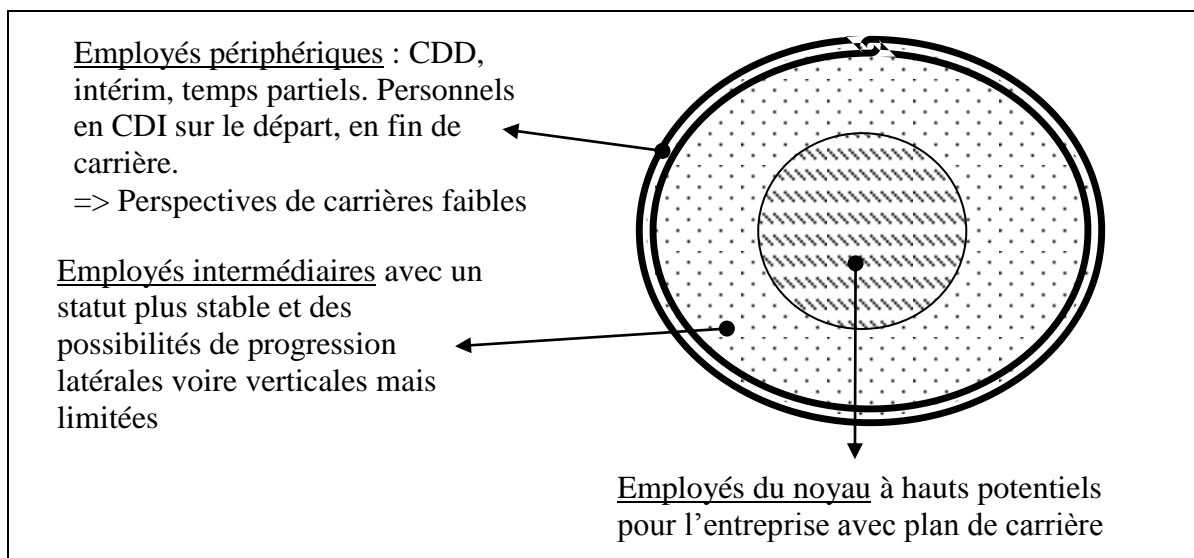 Employés périphériques : CDD,
intérim, temps partiels. Personnels
en CDI sur le départ, en fin de
carrière.
=> Perspectives de carrières faibles
Employés intermédiaires avec un
statut plus stable et des
possibilités de progression
latérales voire verticales mais
limitées
Employés du noyau à hauts potentiels
pour l’entreprise avec plan de carrière